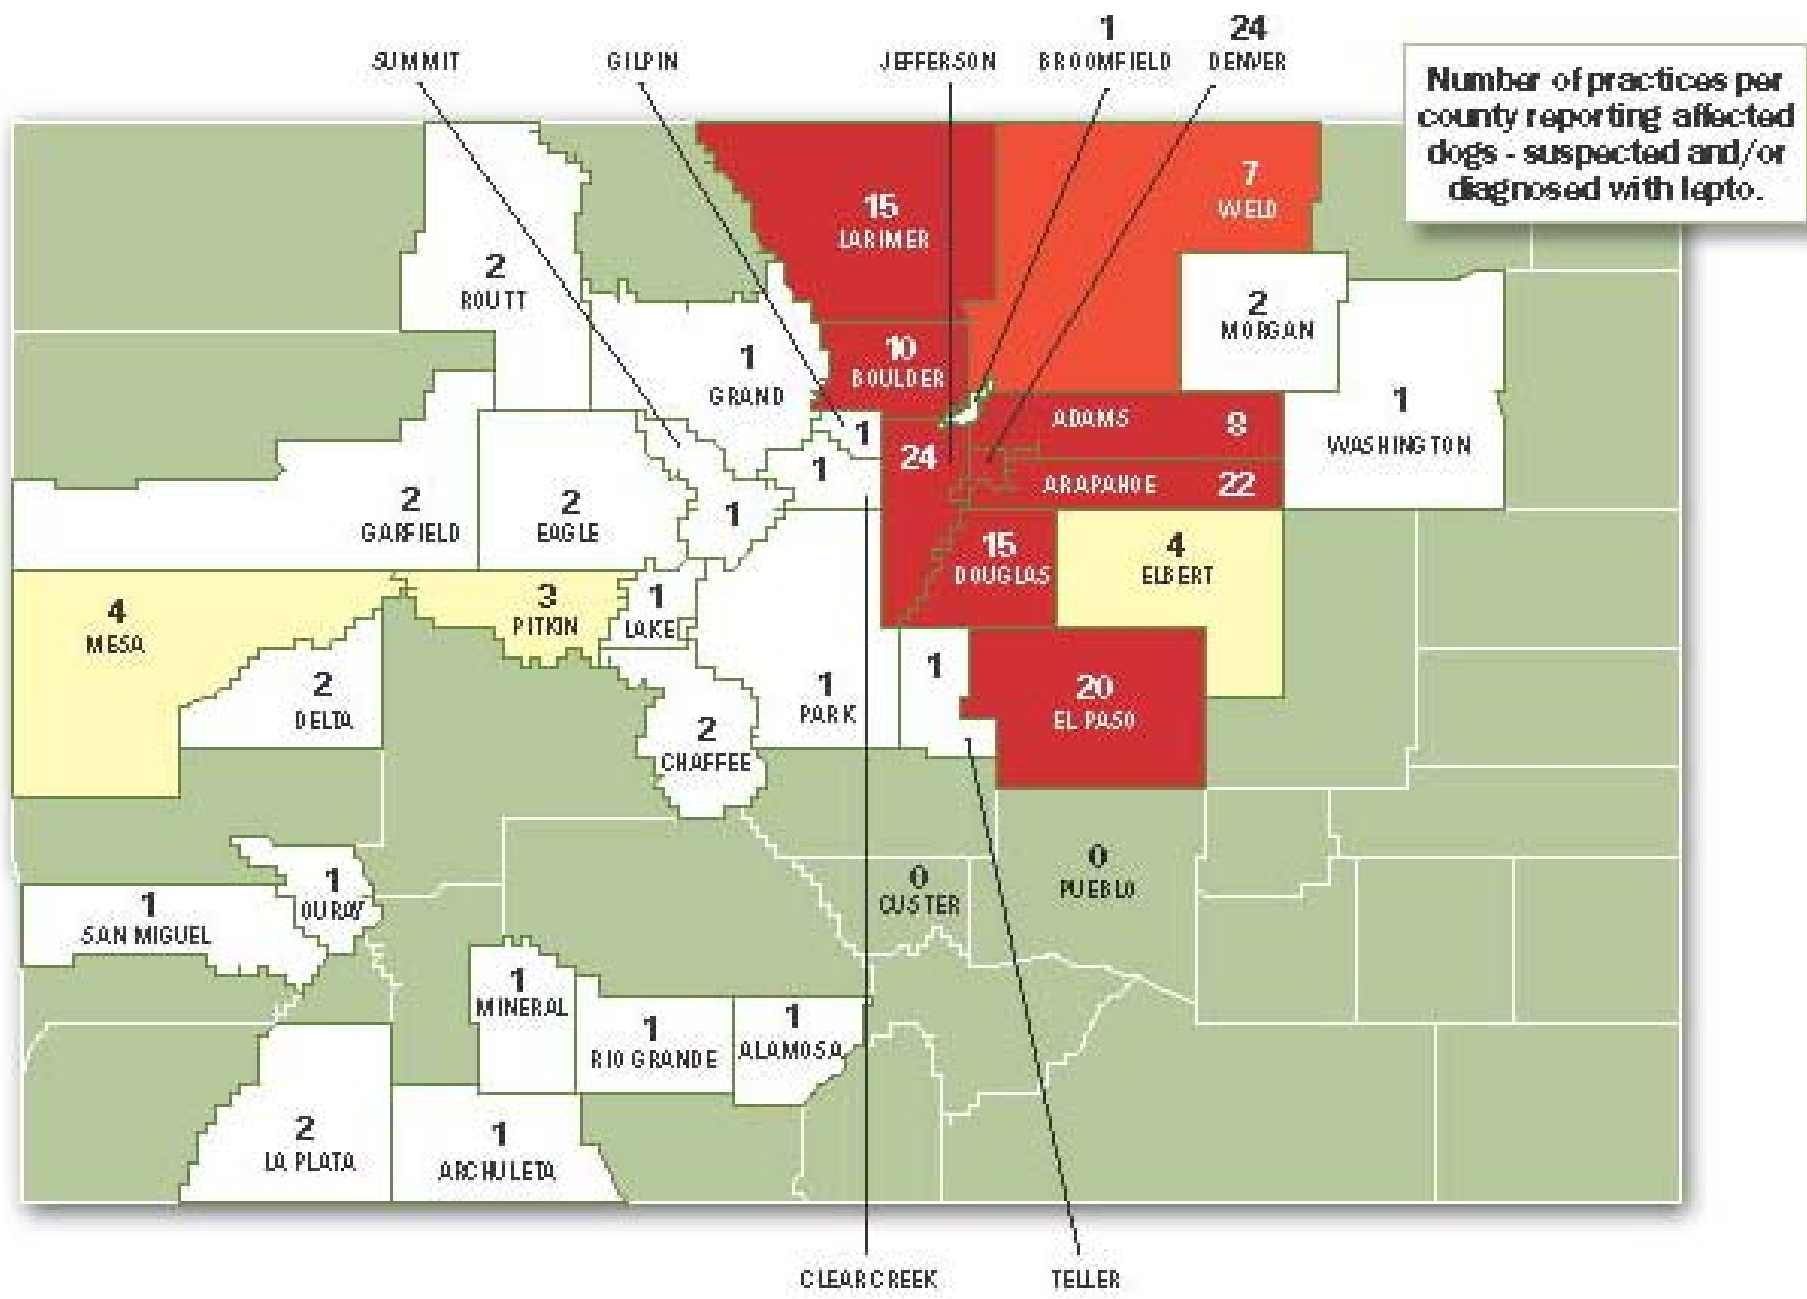 1
24
SUMMIT
GILPIN
JEFFERSON
BROOMFIELD
DENVER
Number of practices per
county reporting affected
dogs - suspected and/or
diagnosed with lepto.
15
LARIMER
7
WELD
2
ROUTT
2
MORGAN
1
GRAND
10
BOULDER
1
WASHINGTON
ADAMS
8
1
24
1
ARAPAHOE
22
2
GARFIELD
2
EAGLE
1
15
DOUGLAS
4
ELBERT
4
MESA
3
PITKIN
1
LAKE
2
DELTA
1
PARK
1
20
EL PASO
2
CHAFFEE
0
CUSTER
0
PUEBLO
1
OURAY
1
SAN MIGUEL
1
MINERAL
1
RIO GRANDE
1
ALAMOSA
2
LA PLATA
1
ARCHULETA
CLEAR CREEK
TELLER